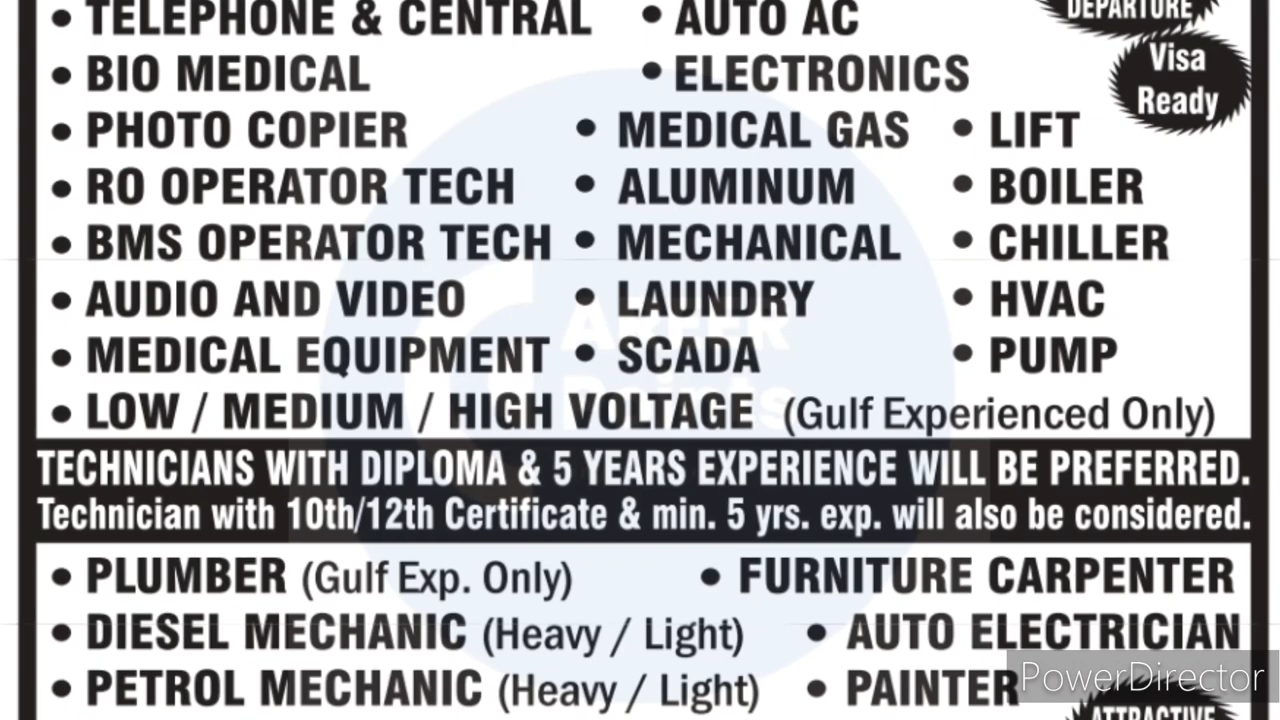 • TELEPHONE & CENTRAL • AUTO AC
DEPARTURE
• BIO MEDICAL • ELECTRONICS
Visa
Ready
• PHOTO COPIER • MEDICAL GAS • LIFT
• RO OPERATOR TECH • ALUMINUM • BOILER
• BMS OPERATOR TECH • MECHANICAL • CHILLER
• AUDIO AND VIDEO • LAUNDRY • HVAC
• MEDICAL EQUIPMENT • SCADA • PUMP
• LOW / MEDIUM / HIGH VOLTAGE (Gulf Experienced Only)
TECHNICIANS WITH DIPLOMA & 5 YEARS EXPERIENCE WILL BE PREFERRED.
Technician with 10th/12th Certificate & min. 5 yrs. exp. will also be considered.
• PLUMBER (Gulf Exp. Only) • FURNITURE CARPENTER
• DIESEL MECHANIC (Heavy / Light) • AUTO ELECTRICIAN
• PETROL MECHANIC (Heavy / Light) • PAINTER
PowerDirector
ATTRACTIVE